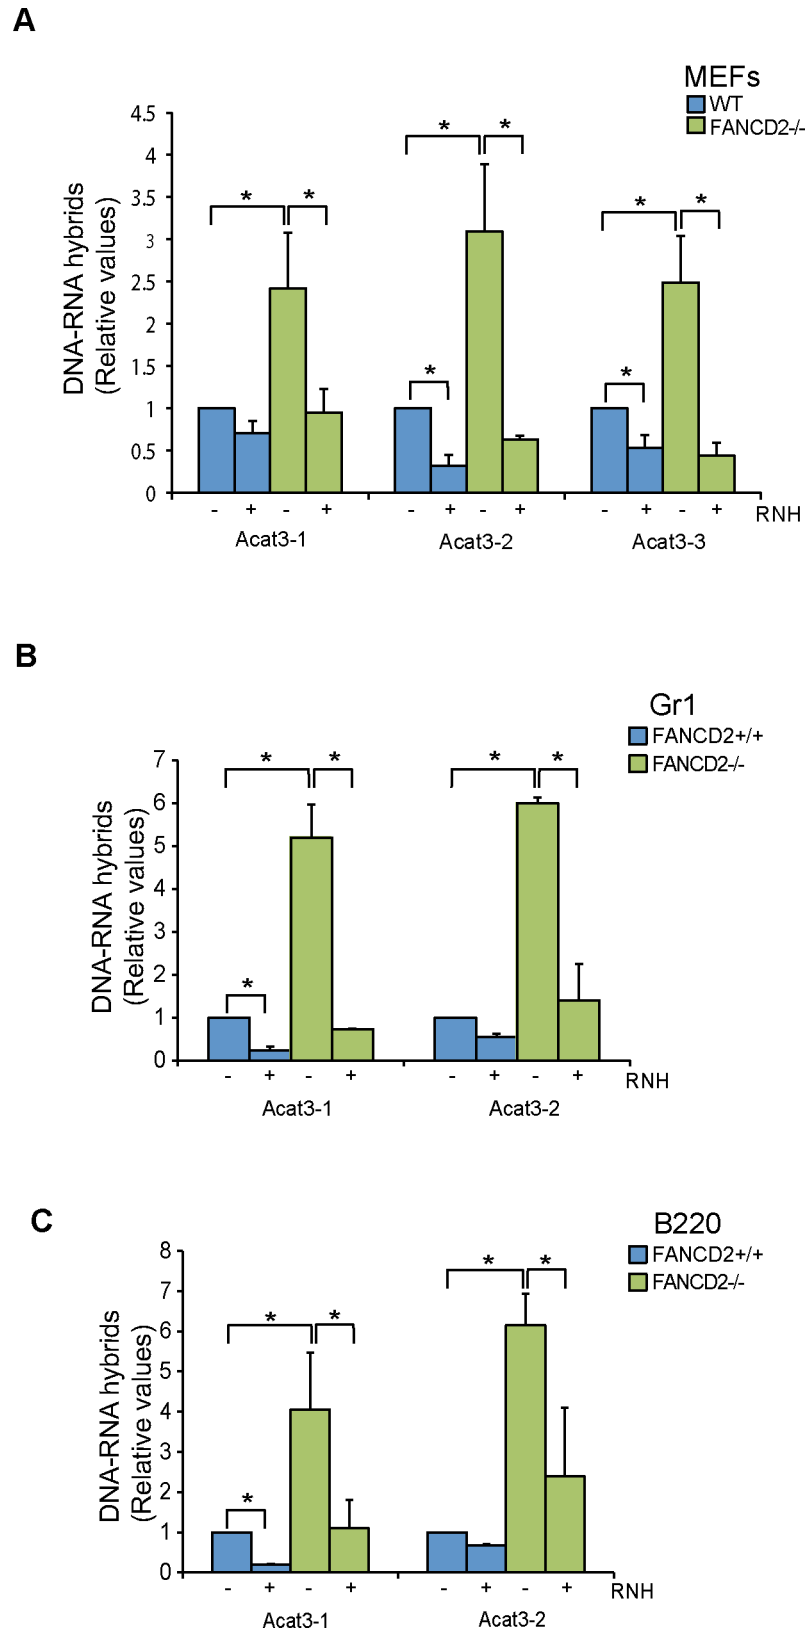 A
MEFs
WT
FANCD2-/-
DNA-RNA hybrids
(Relative values)
4.5
4
3.5
3
2.5
2
1.5
1
0.5
0
* * * * * * * *
- + - + - + - + - + - + RNH
Acat3-1 Acat3-2 Acat3-3
B
Gr1
FANCD2+/+
FANCD2-/-
DNA-RNA hybrids
(Relative values)
7
6
5
4
3
2
1
0
* * * * *
- + - + - + - + RNH
Acat3-1 Acat3-2
C
B220
FANCD2+/+
FANCD2-/-
DNA-RNA hybrids
(Relative values)
8
7
6
5
4
3
2
1
0
* * * * *
- + - + - + - + RNH
Acat3-1 Acat3-2